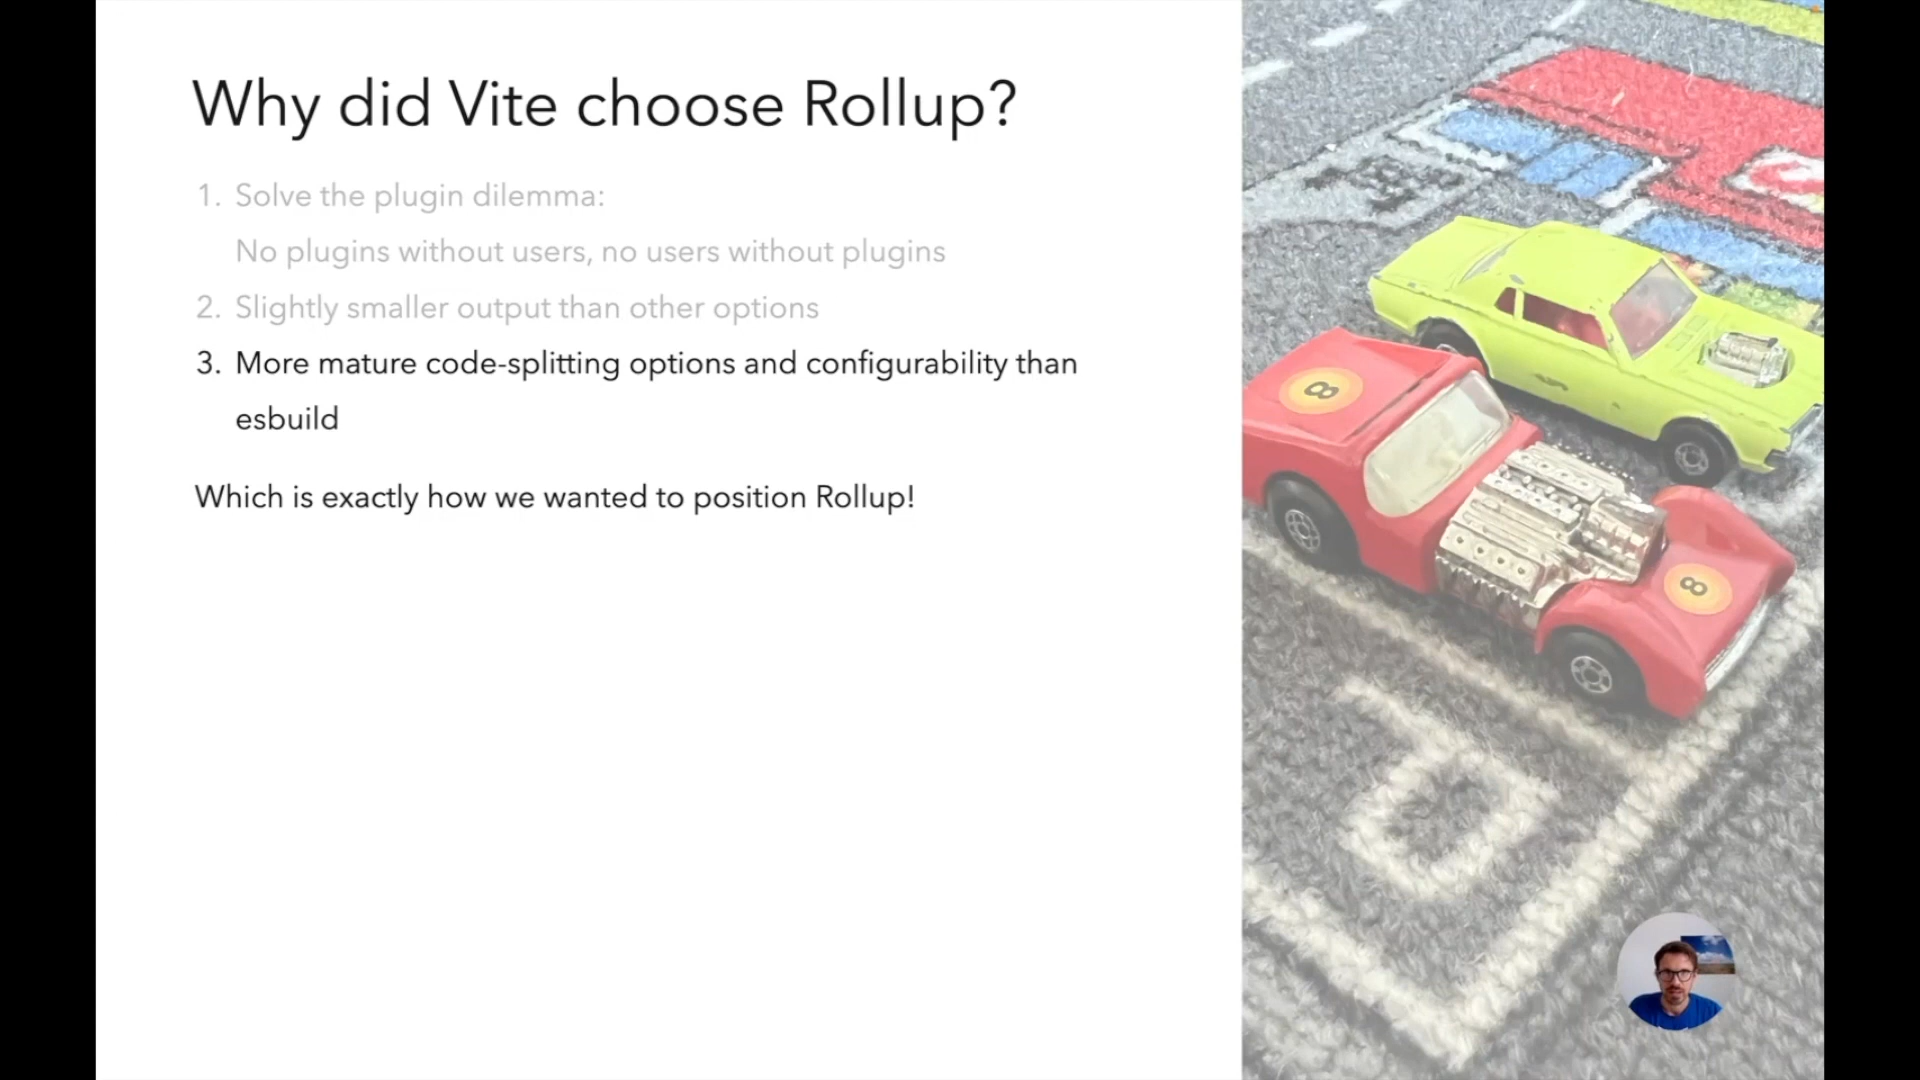 Why did Vite choose Rollup?
1. Solve the plugin dilemma:
No plugins without users, no users without plugins
2. Slightly smaller output than other options
3. More mature code-splitting options and configurability than
esbuild
Which is exactly how we wanted to position Rollup!
8
8